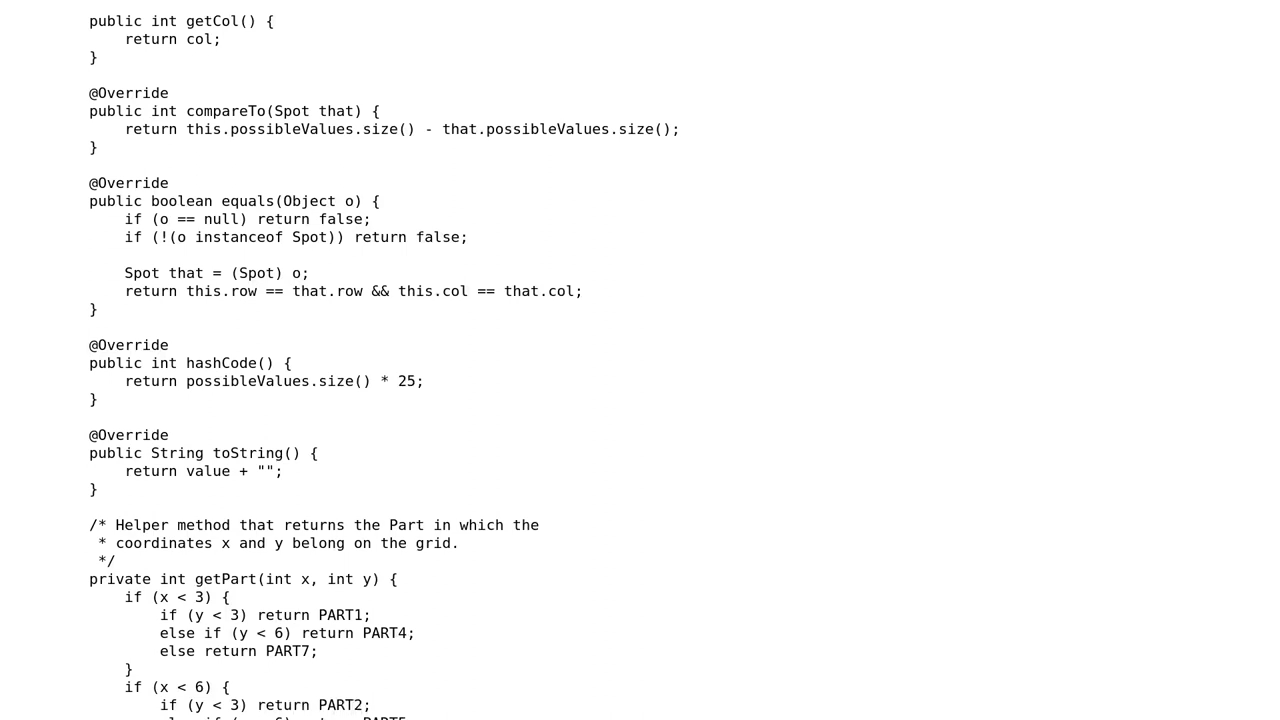 public int getCol() {
    return col;
}

@Override
public int compareTo(Spot that) {
    return this.possibleValues.size() - that.possibleValues.size();
}

@Override
public boolean equals(Object o) {
    if (o == null) return false;
    if (!(o instanceof Spot)) return false;

    Spot that = (Spot) o;
    return this.row == that.row && this.col == that.col;
}

@Override
public int hashCode() {
    return possibleValues.size() * 25;
}

@Override
public String toString() {
    return value + "";
}

/* Helper method that returns the Part in which the
 * coordinates x and y belong on the grid.
 */
private int getPart(int x, int y) {
    if (x < 3) {
        if (y < 3) return PART1;
        else if (y < 6) return PART4;
        else return PART7;
    }
    if (x < 6) {
        if (y < 3) return PART2;